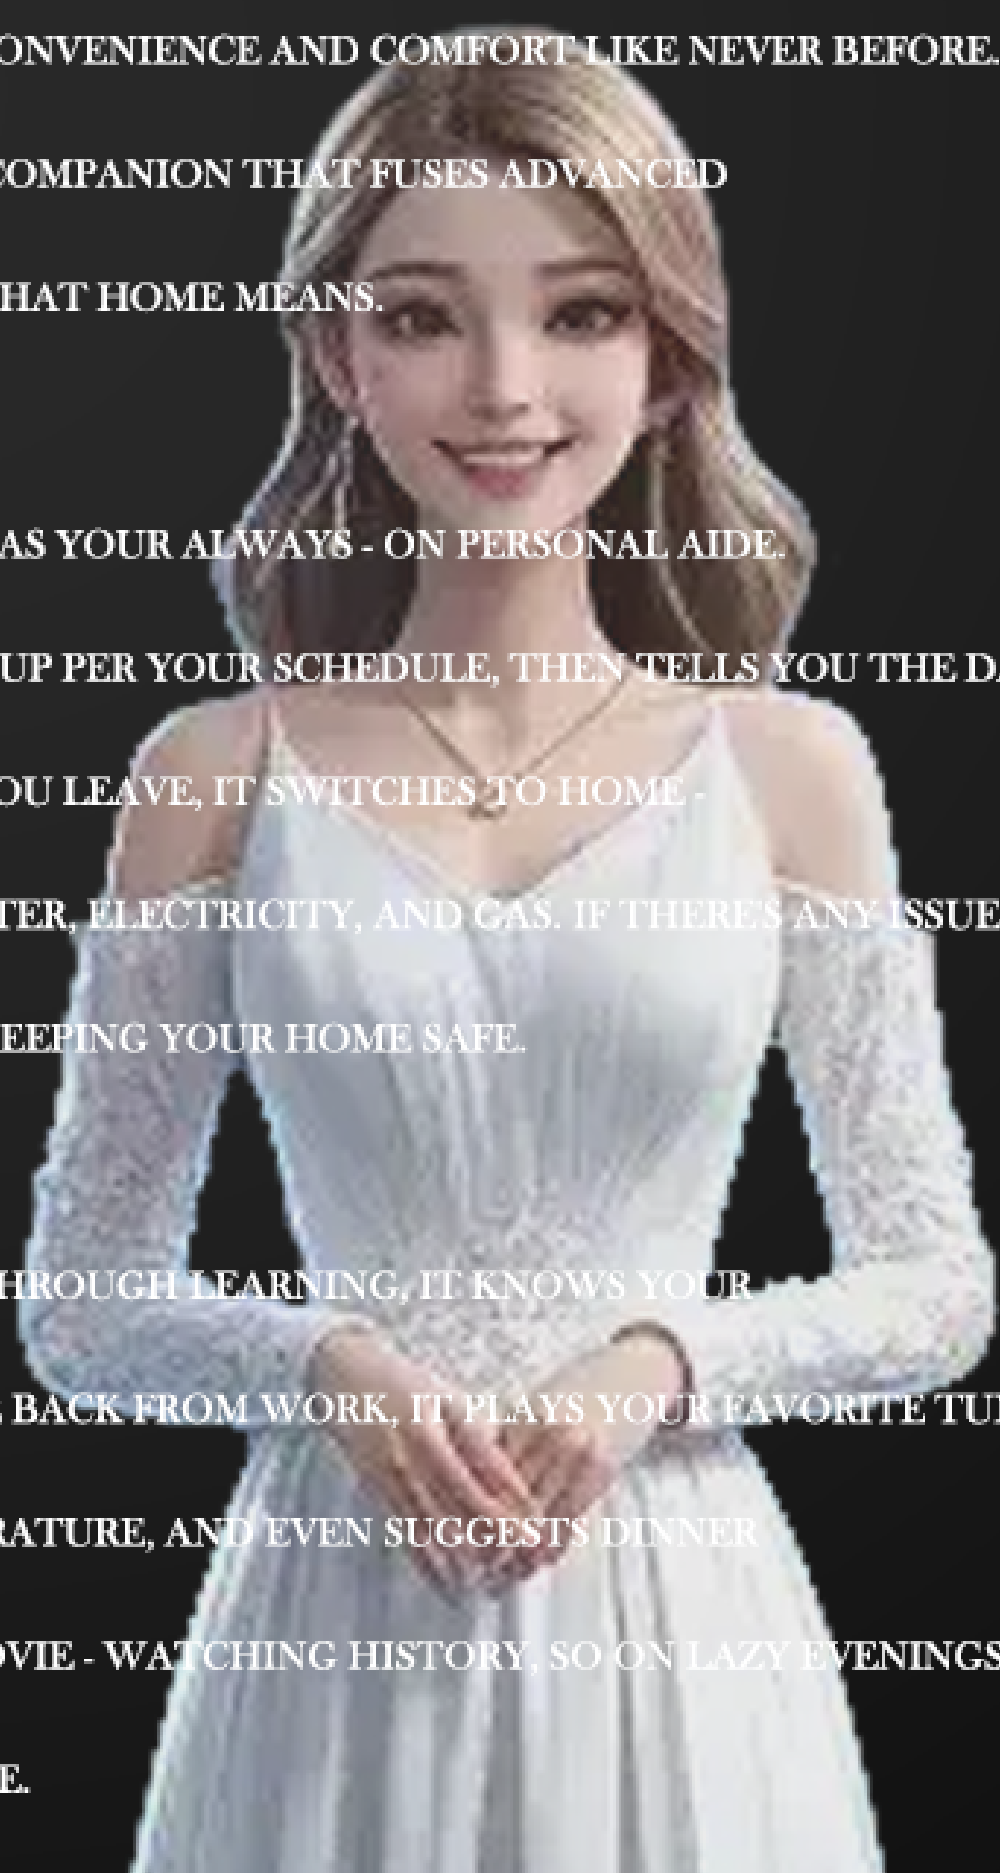 ONVENIENCE AND COMFORT LIKE NEVER BEFORE.
COMPANION THAT FUSES ADVANCED
HAT HOME MEANS.
AS YOUR ALWAYS - ON PERSONAL AIDE.
UP PER YOUR SCHEDULE, THEN TELLS YOU THE DA
OU LEAVE, IT SWITCHES TO HOME -
TER, ELECTRICITY, AND GAS. IF THERE'S ANY ISSUE
EEPING YOUR HOME SAFE.
HROUGH LEARNING, IT KNOWS YOUR
BACK FROM WORK, IT PLAYS YOUR FAVORITE TU
RATURE, AND EVEN SUGGESTS DINNER
OVIE - WATCHING HISTORY, SO ON LAZY EVENINGS
E.